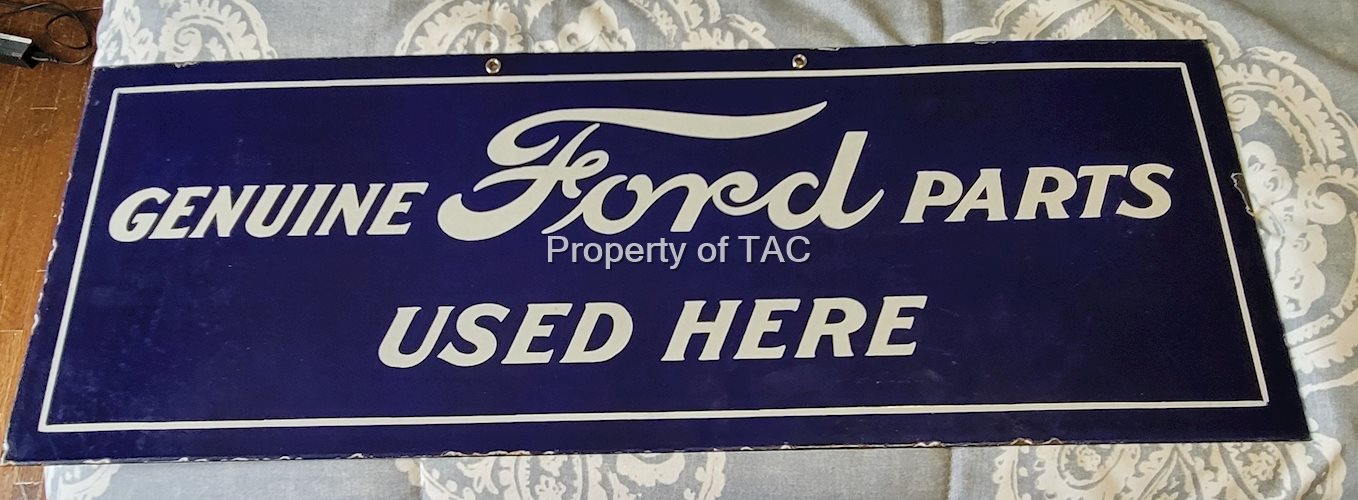 GENUINE Ford PARTS
Property of TAC
USED HERE